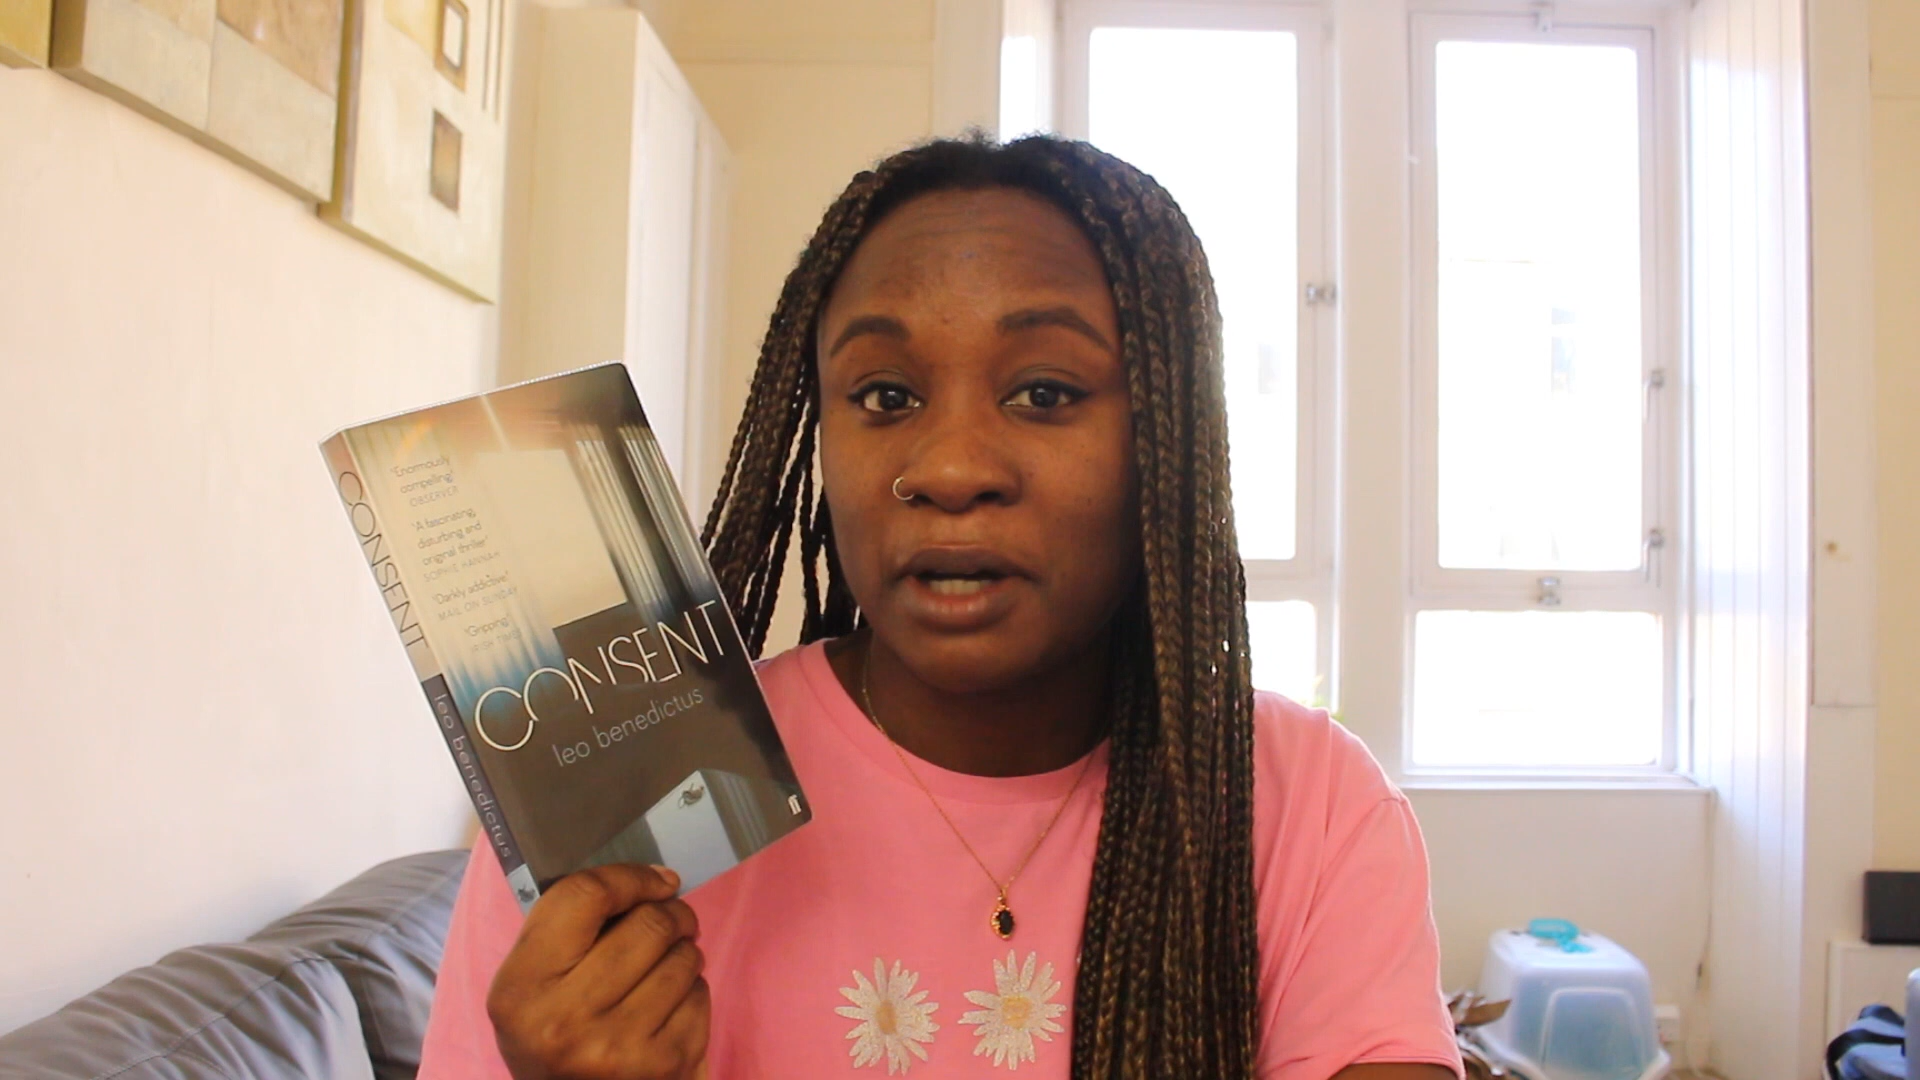 CONSENT
leo benedictus
"Enormously
compelling"
OBSERVER
'A fascinating,
disturbing and
original thriller'
SOPHIE HANNAH
'Darkly addictive'
MAIL ON SUNDAY
'Gripping'
IRISH TIMES
CONSENT
leo benedictus
ff